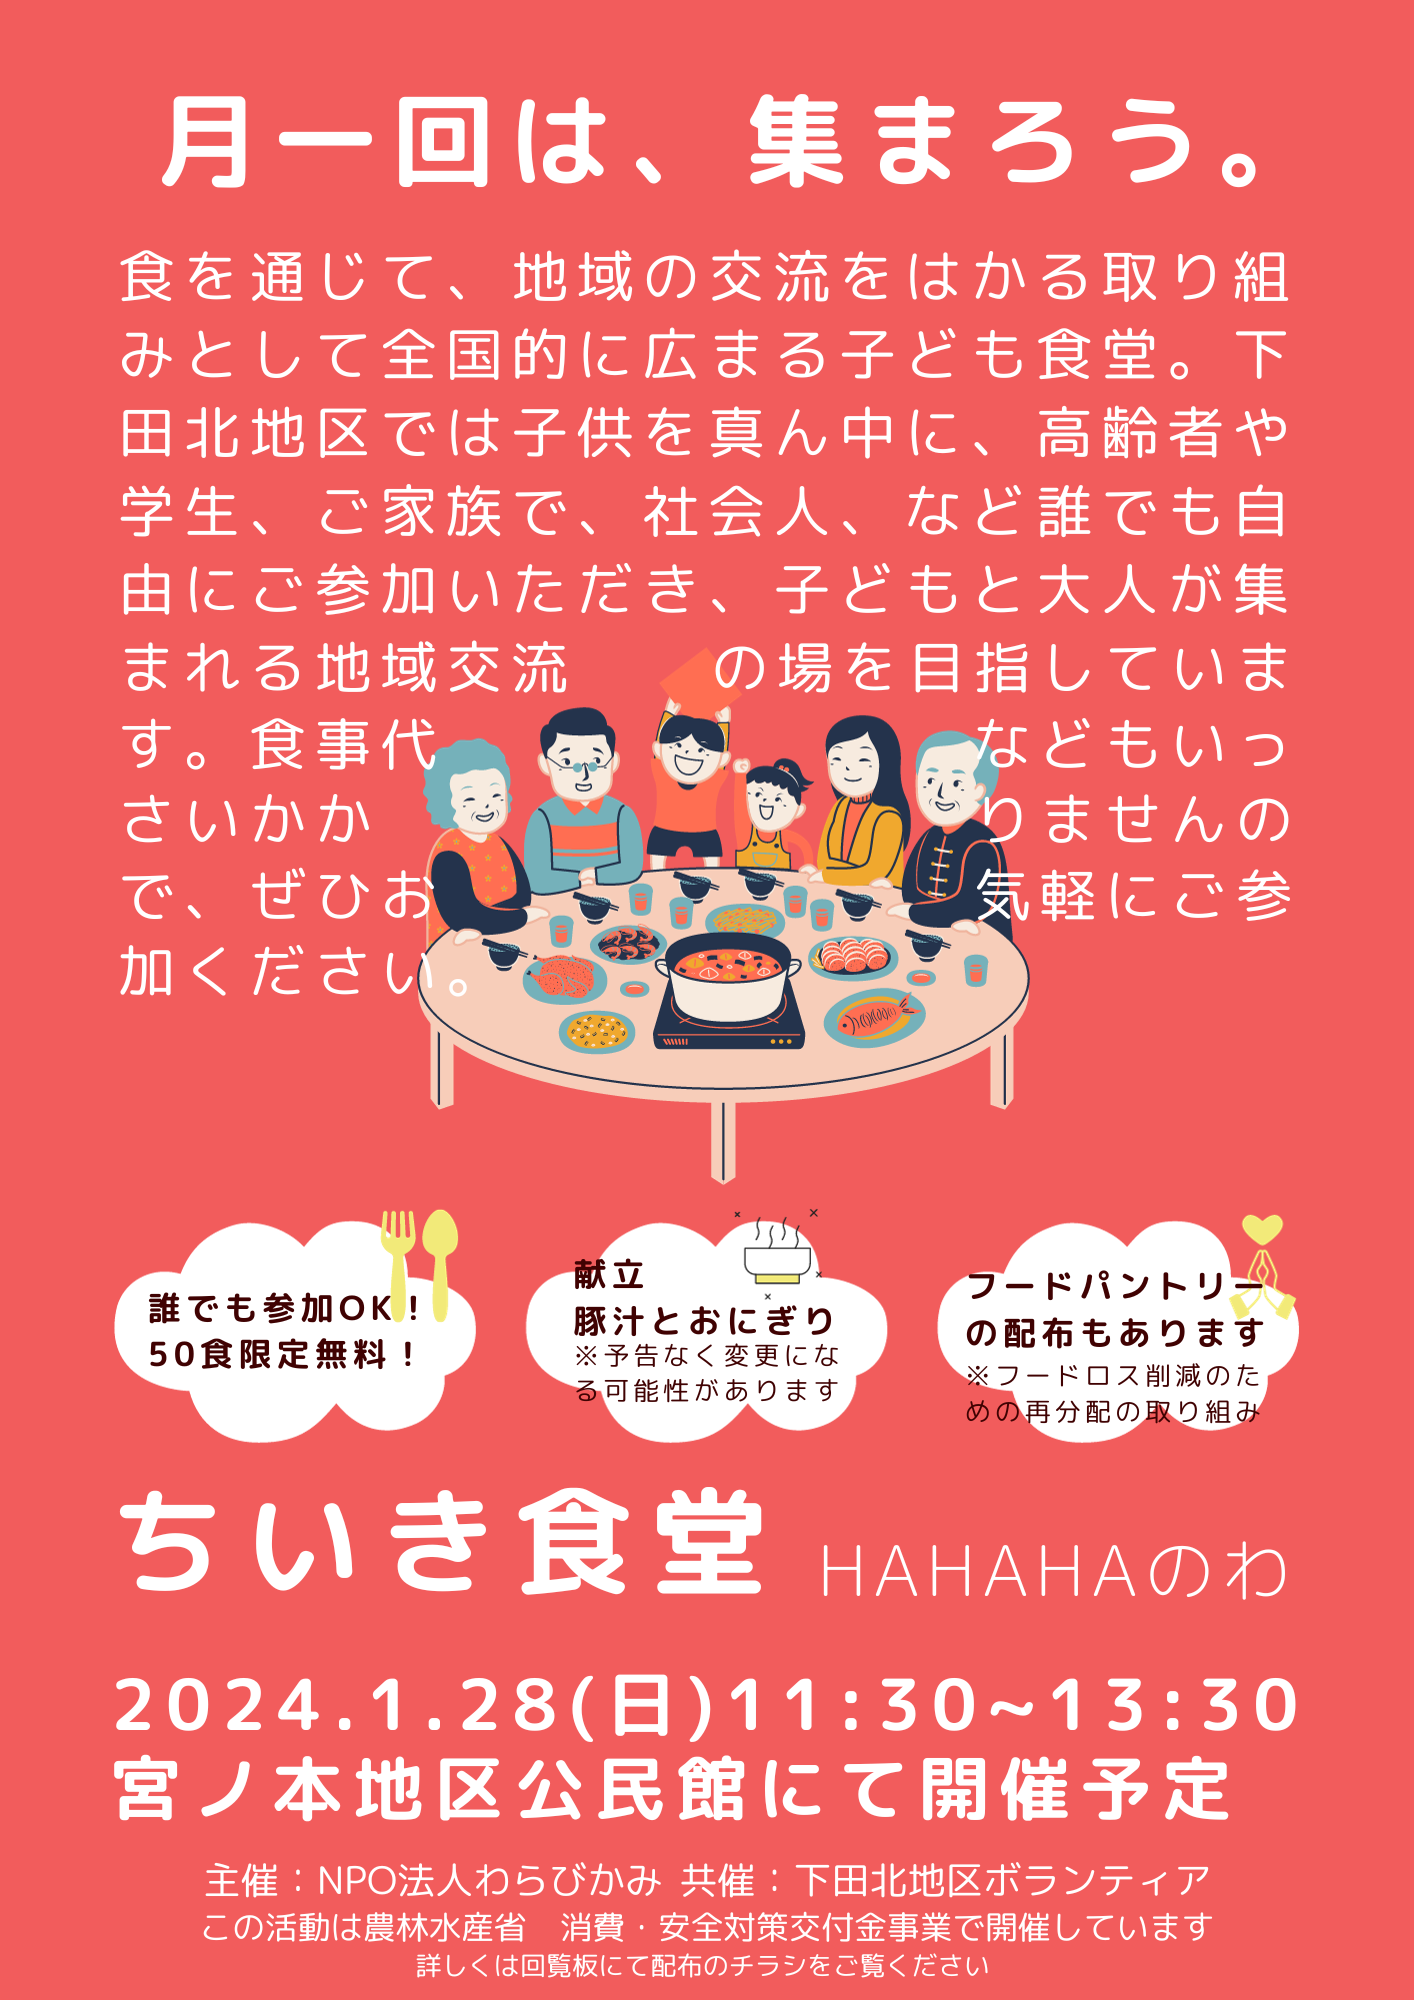 月一回は、集まろう。
食を通じて、地域の交流をはかる取り組
みとして全国的に広まる子ども食堂。下
田北地区では子供を真ん中に、高齢者や
学生、ご家族で、社会人、など誰でも自
由にご参加いただき、子どもと大人が集
まれる地域交流の場を目指していま
す。食事代などもいっ
さいかかりませんの
で、ぜひお気軽にご参
加ください。
誰でも参加OK！
50食限定無料！
献立
豚汁とおにぎり
※予告なく変更にな
る可能性があります
フードパントリー
の配布もあります
※フードロス削減のた
めの再分配の取り組み
ちいき食堂 HAHAHAのわ
2024.1.28(日)11:30~13:30
宮ノ本地区公民館にて開催予定
主催：NPO法人わらびかみ 共催：下田北地区ボランティア
この活動は農林水産省　消費・安全対策交付金事業で開催しています
詳しくは回覧板にて配布のチラシをご覧ください